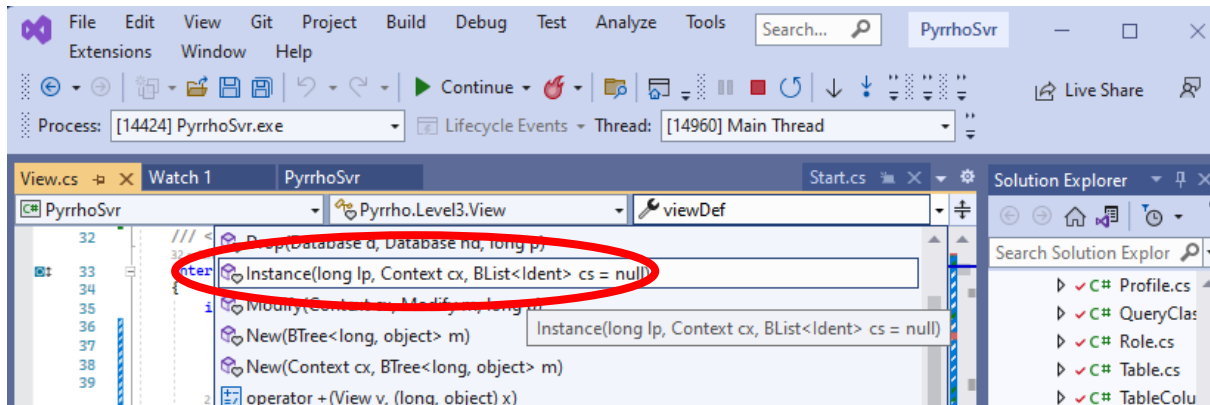 File Edit View Git Project Build Debug Test Analyze Tools Search... PyrrhoSvr
Extensions Window Help
Continue Live Share
Process: [14424] PyrrhoSvr.exe Lifecycle Events Thread: [14960] Main Thread
View.cs Watch 1 PyrrhoSvr Start.cs Solution Explorer
C# PyrrhoSvr Pyrrho.Level3.View viewDef
32 /// < Drop(Database d, Database nd, long p) Search Solution Explor
33 Instance(long lp, Context cx, BList<Ident> cs = null) C# Profile.cs
34 {
35 i Instance(long lp, Context cx, BList<Ident> cs = null) C# QueryClas
36 New(BTree<long, object> m) C# Role.cs
37
38 New(Context cx, BTree<long, object> m) C# Table.cs
39 operator +(View v, (long, object) x) C# TableColu